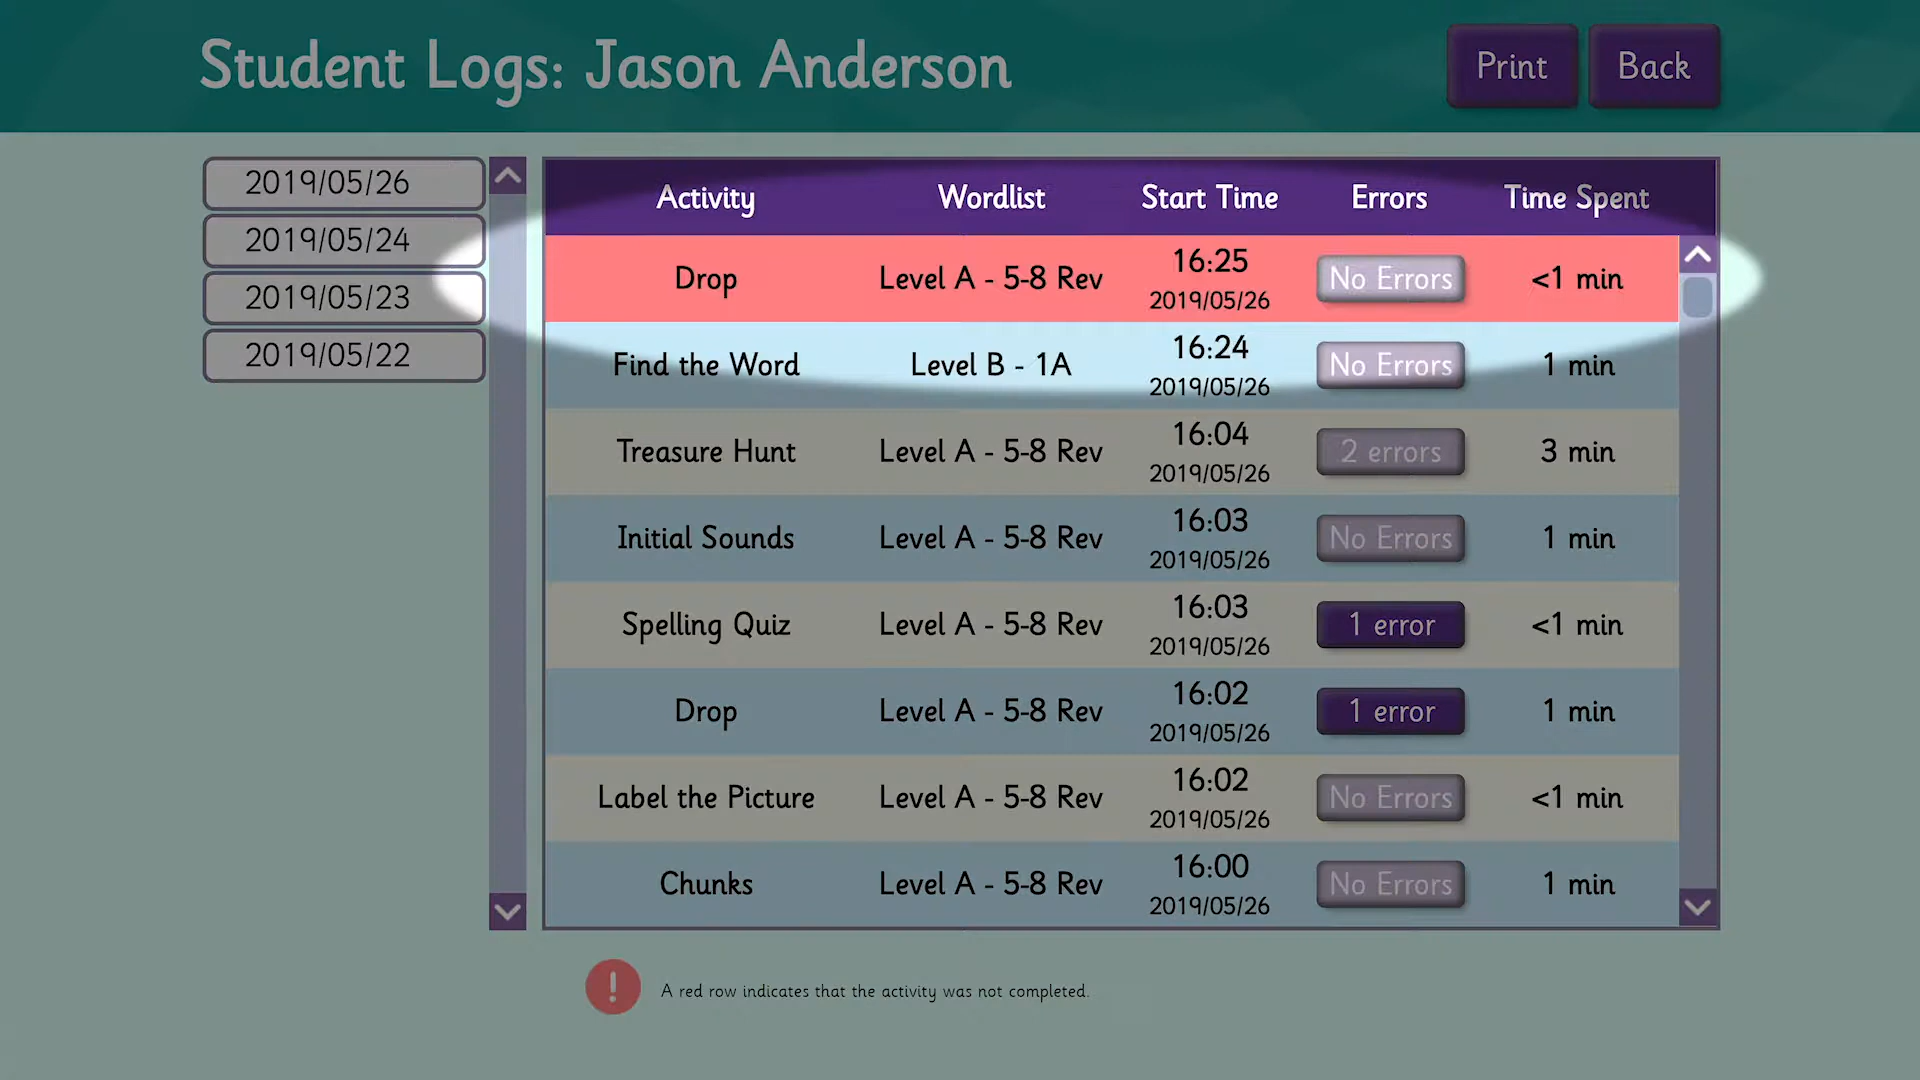 Student Logs: Jason Anderson
Print
Back
2019/05/26
2019/05/24
2019/05/23
2019/05/22
Activity Wordlist Start Time Errors Time Spent
Drop Level A - 5-8 Rev 16:25 2019/05/26 No Errors <1 min
Find the Word Level B - 1A 16:24 2019/05/26 No Errors 1 min
Treasure Hunt Level A - 5-8 Rev 16:04 2019/05/26 2 errors 3 min
Initial Sounds Level A - 5-8 Rev 16:03 2019/05/26 No Errors 1 min
Spelling Quiz Level A - 5-8 Rev 16:03 2019/05/26 1 error <1 min
Drop Level A - 5-8 Rev 16:02 2019/05/26 1 error 1 min
Label the Picture Level A - 5-8 Rev 16:02 2019/05/26 No Errors <1 min
Chunks Level A - 5-8 Rev 16:00 2019/05/26 No Errors 1 min
! A red row indicates that the activity was not completed.